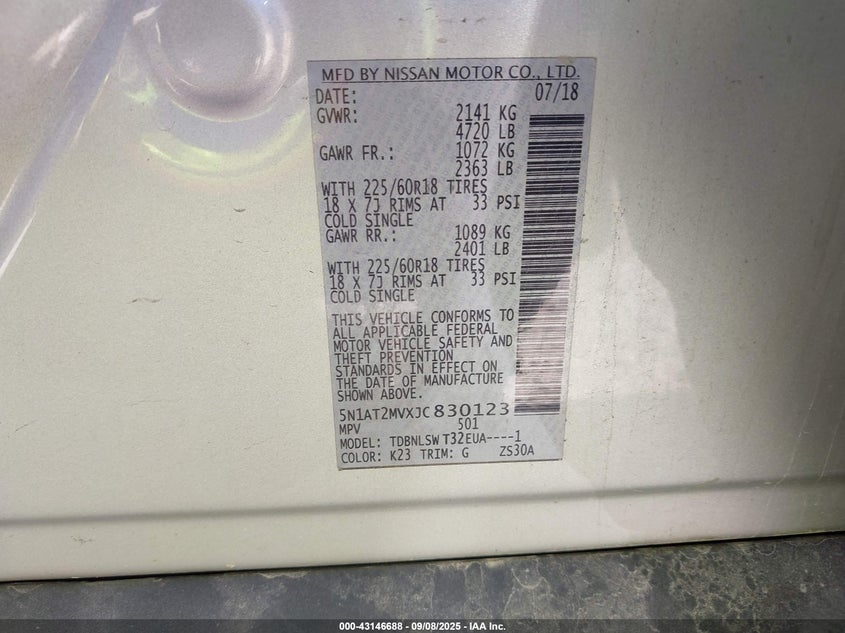 MFD BY NISSAN MOTOR CO., LTD.
DATE: 07/18
GVWR: 2141 KG
4720 LB
GAWR FR.: 1072 KG
2363 LB
WITH 225/60R18 TIRES
18 X 7J RIMS AT 33 PSI
COLD SINGLE
GAWR RR.: 1089 KG
2401 LB
WITH 225/60R18 TIRES
18 X 7J RIMS AT 33 PSI
COLD SINGLE
THIS VEHICLE CONFORMS TO
ALL APPLICABLE FEDERAL
MOTOR VEHICLE SAFETY AND
THEFT PREVENTION
STANDARDS IN EFFECT ON
THE DATE OF MANUFACTURE
SHOWN ABOVE.
5N1AT2MVXJC830123
MPV 501
MODEL: TDBNLSW T32EUA----1
COLOR: K23 TRIM: G ZS30A
000-43146688 - 09/08/2025 - IAA Inc.